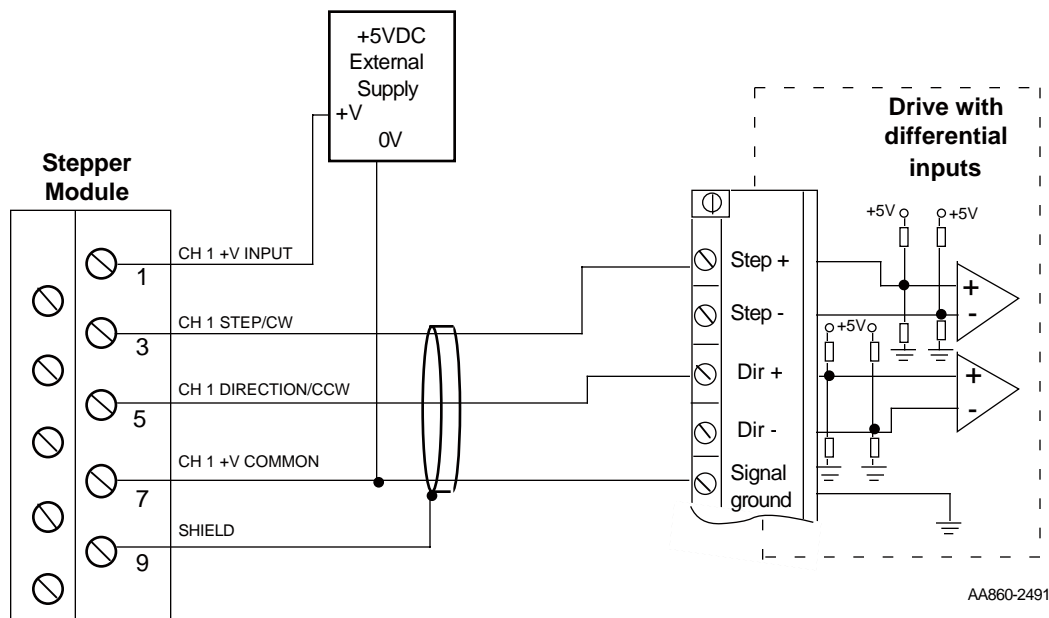 +5VDC
External
Supply
+V
0V
Stepper
Module
CH 1 +V INPUT
1
CH 1 STEP/CW
3
CH 1 DIRECTION/CCW
5
CH 1 +V COMMON
7
SHIELD
9
Drive with
differential
inputs
Step +
Step -
Dir +
Dir -
Signal
ground
+5V
+5V
+
-
+5V
+
-
AA860-2491